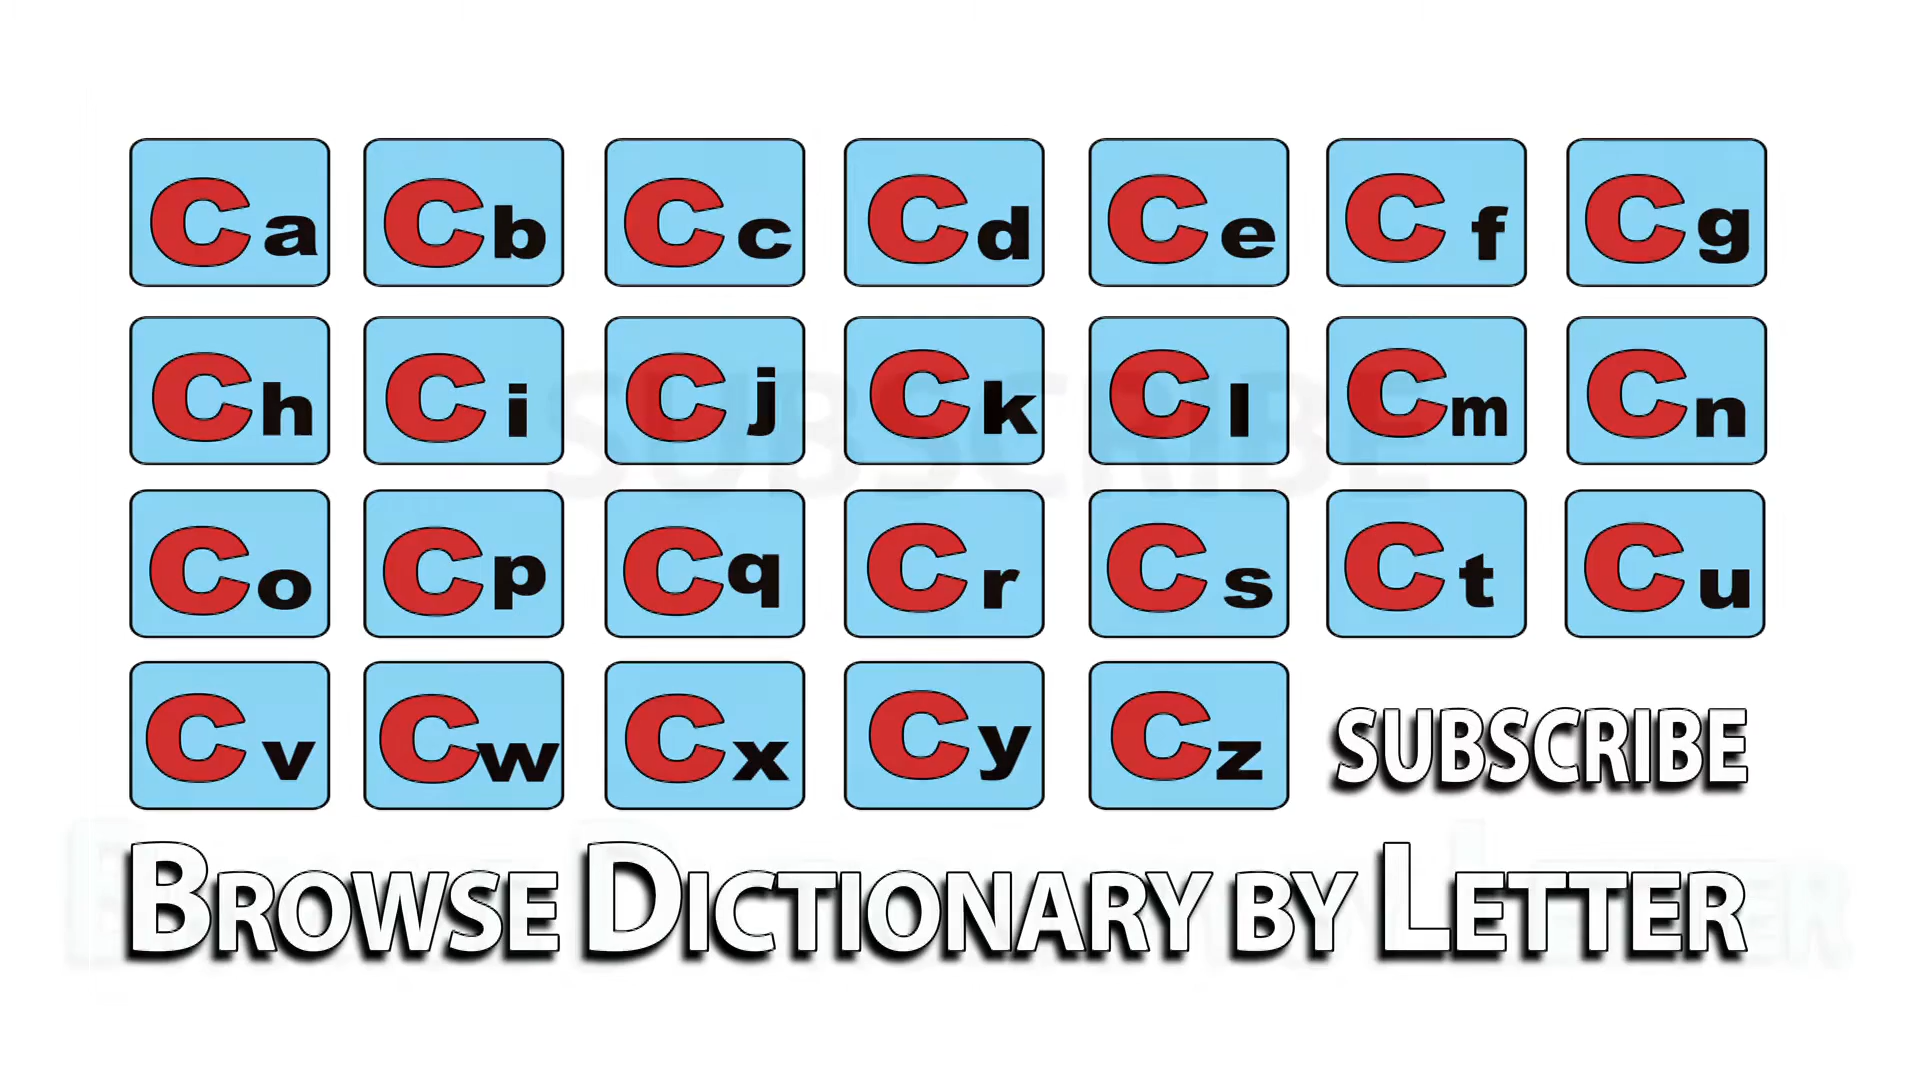 Ca Cb Cc Cd Ce Cf Cg
Ch Ci Cj Ck Cl Cm Cn
Co Cp Cq Cr Cs Ct Cu
Cv Cw Cx Cy Cz SUBSCRIBE
BROWSE DICTIONARY BY LETTER